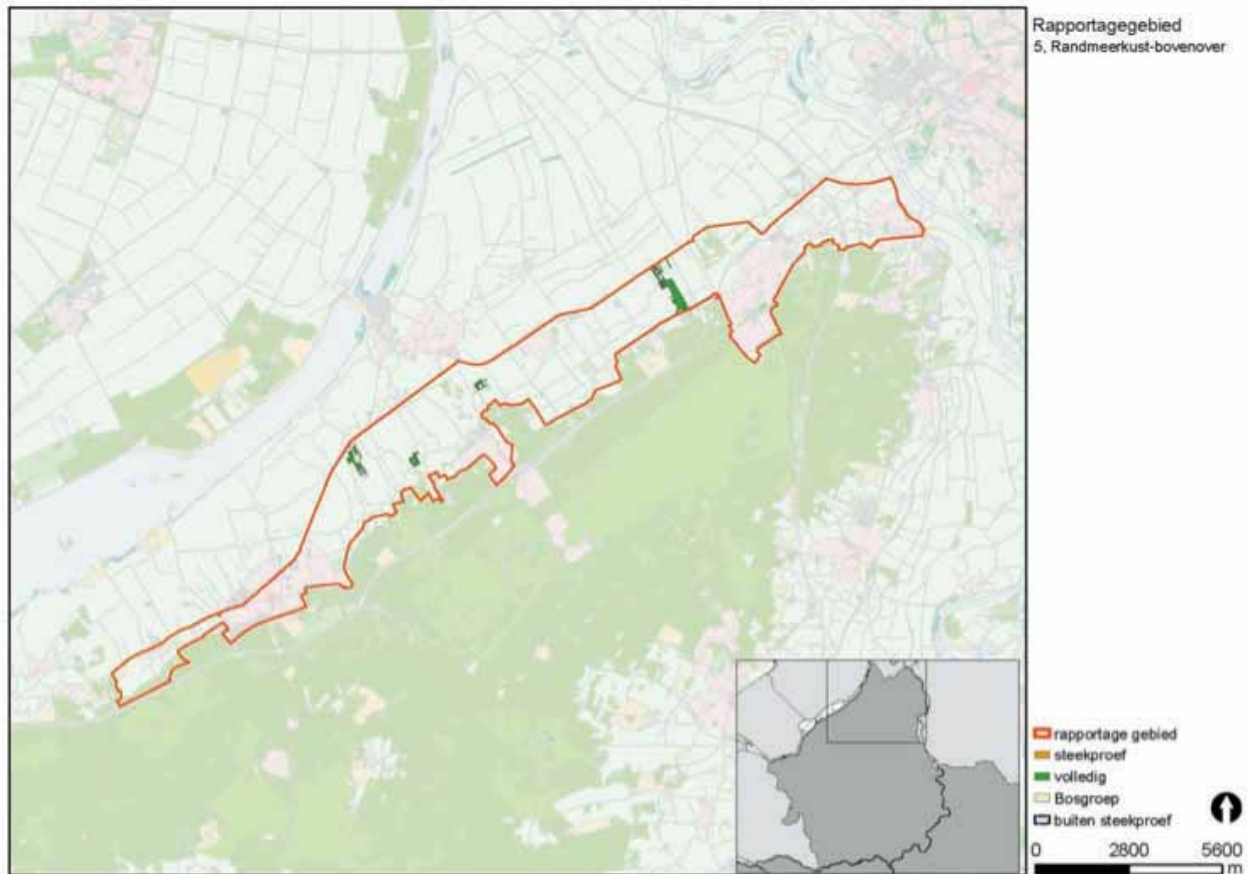 Rapportagegebied
5, Randmeerkust-bovenover
rapportage gebied
steekproef
volledig
Bosgroep
buiten steekproef
0 2800 5600
m